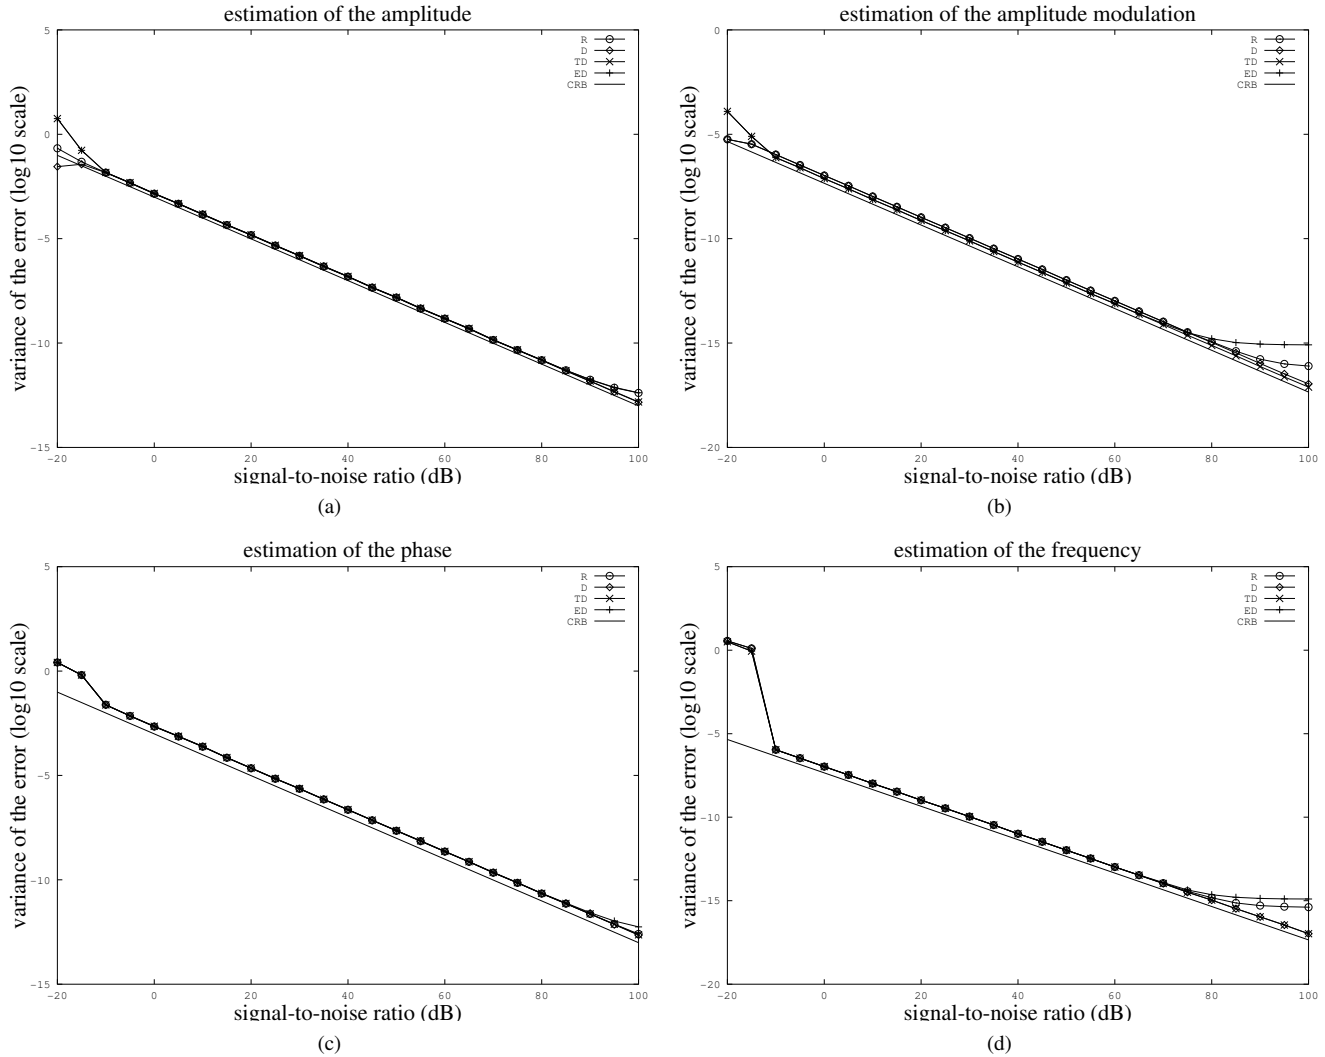 estimation of the amplitude
5
0
−5
−10
−15
−20
0
20
40
60
80
100
variance of the error (log10 scale)
signal-to-noise ratio (dB)
R
D
TD
ED
CRB
(a)
estimation of the amplitude modulation
0
−5
−10
−15
−20
−20
0
20
40
60
80
100
variance of the error (log10 scale)
signal-to-noise ratio (dB)
R
D
TD
ED
CRB
(b)
estimation of the phase
5
0
−5
−10
−15
−20
0
20
40
60
80
100
variance of the error (log10 scale)
signal-to-noise ratio (dB)
R
D
TD
ED
CRB
(c)
estimation of the frequency
5
0
−5
−10
−15
−20
−20
0
20
40
60
80
100
variance of the error (log10 scale)
signal-to-noise ratio (dB)
R
D
TD
ED
CRB
(d)